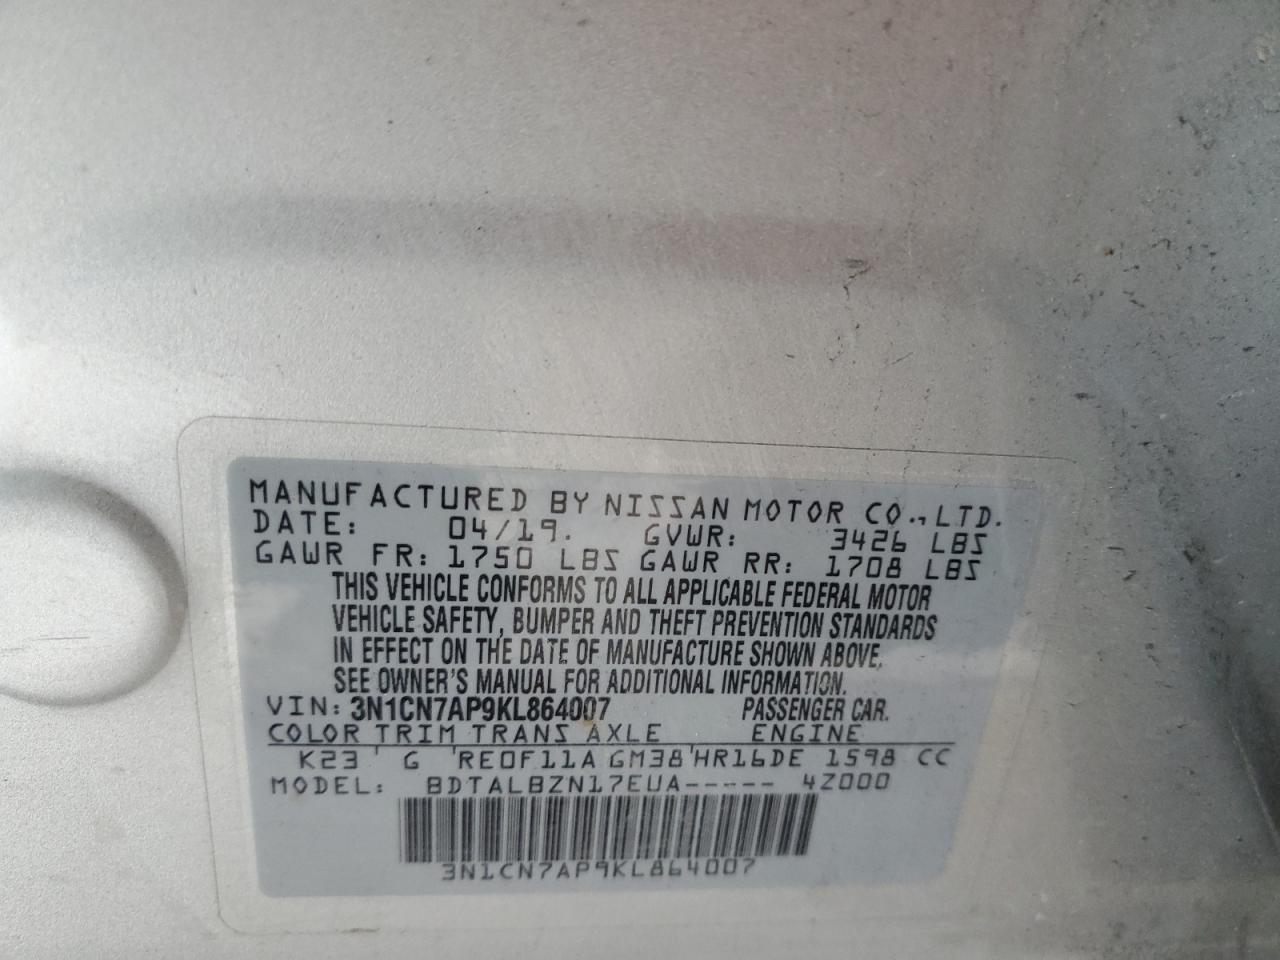 MANUFACTURED BY NISSAN MOTOR CO., LTD.
DATE: 04/19. GVWR: 3426 LBS
GAWR FR: 1750 LBS GAWR RR: 1708 LBS
THIS VEHICLE CONFORMS TO ALL APPLICABLE FEDERAL MOTOR
VEHICLE SAFETY, BUMPER AND THEFT PREVENTION STANDARDS
IN EFFECT ON THE DATE OF MANUFACTURE SHOWN ABOVE,
SEE OWNER'S MANUAL FOR ADDITIONAL INFORMATION.
VIN: 3N1CN7AP9KL864007 PASSENGER CAR.
COLOR TRIM TRANS AXLE ENGINE
K23 ' G 'RE0F11A GM38'HR16DE 1598 CC
MODEL: BDTALBZN17EUA----- 4Z000
3N1CN7AP9KL864007